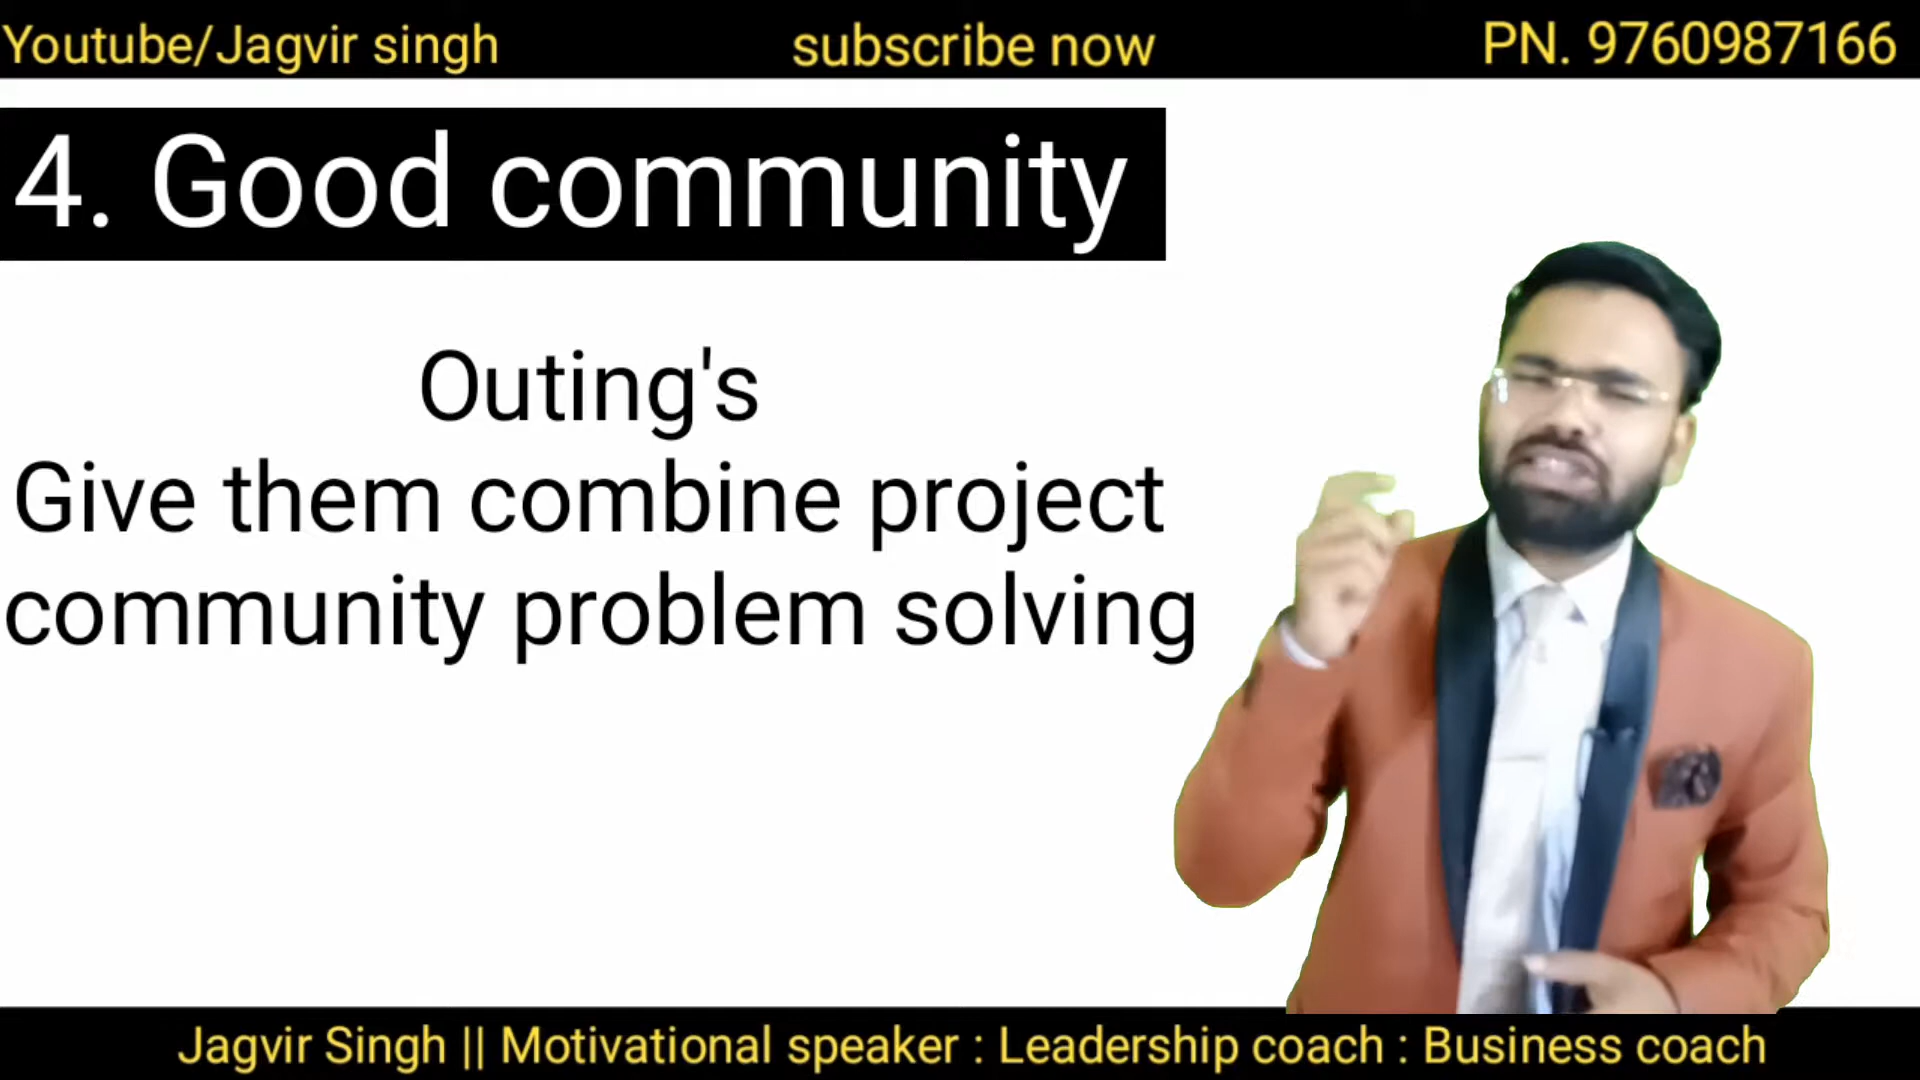 Youtube/Jagvir singh subscribe now PN. 9760987166
4. Good community
Outing's
Give them combine project
community problem solving
Jagvir Singh || Motivational speaker : Leadership coach : Business coach